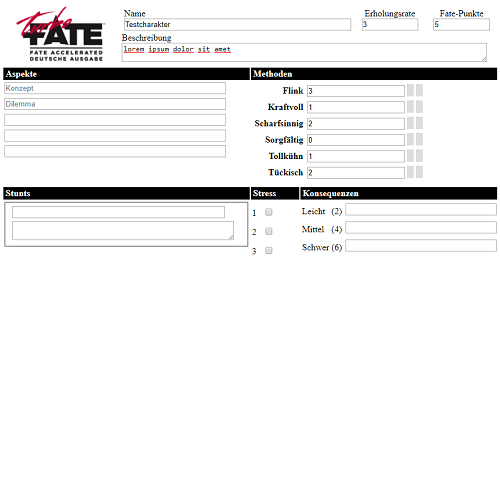 Turbo
FATE
FATE ACCELERATED
DEUTSCHE AUSGABE
Name Erholungsrate Fate-Punkte
Testcharakter 3 5
Beschreibung
lorem ipsum dolor sit amet
Aspekte
Konzept
Dilemma
Methoden
Flink 3
Kraftvoll 1
Scharfsinnig 2
Sorgfältig 0
Tollkühn 1
Tückisch 2
Stunts
Stress
1
2
3
Konsequenzen
Leicht (2)
Mittel (4)
Schwer (6)